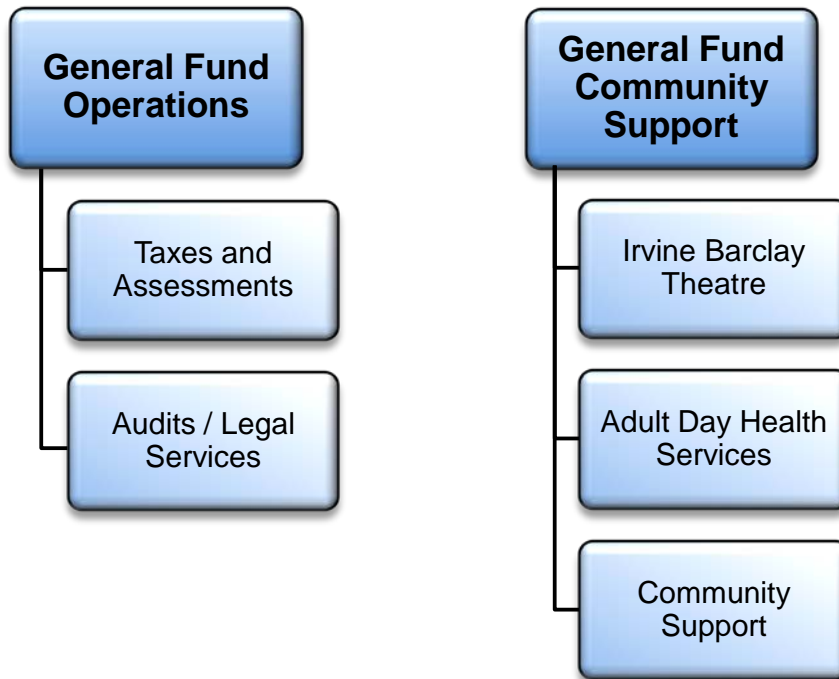 General Fund
Operations
Taxes and
Assessments
Audits / Legal
Services
General Fund
Community
Support
Irvine Barclay
Theatre
Adult Day Health
Services
Community
Support